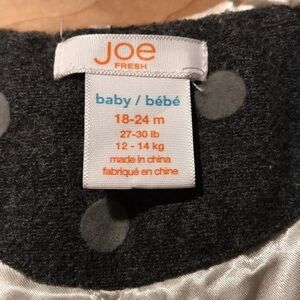 Joe
FRESH
baby / bébé
18-24 m
27-30 lb
12 - 14 kg
made in china
fabriqué en chine